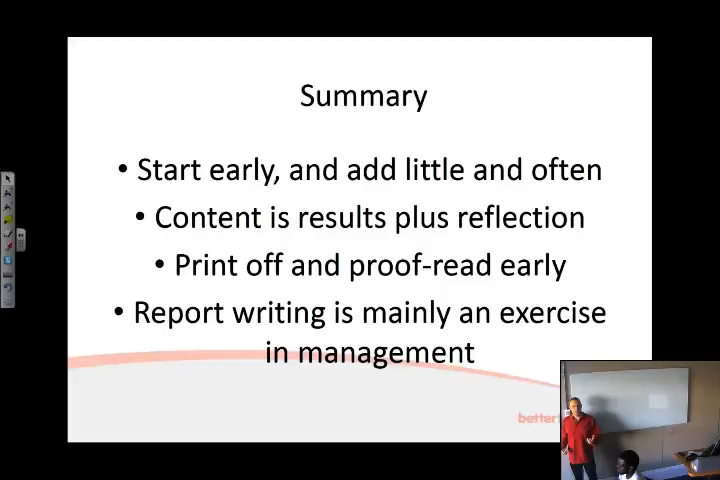 Summary
• Start early, and add little and often
• Content is results plus reflection
• Print off and proof-read early
• Report writing is mainly an exercise
in management